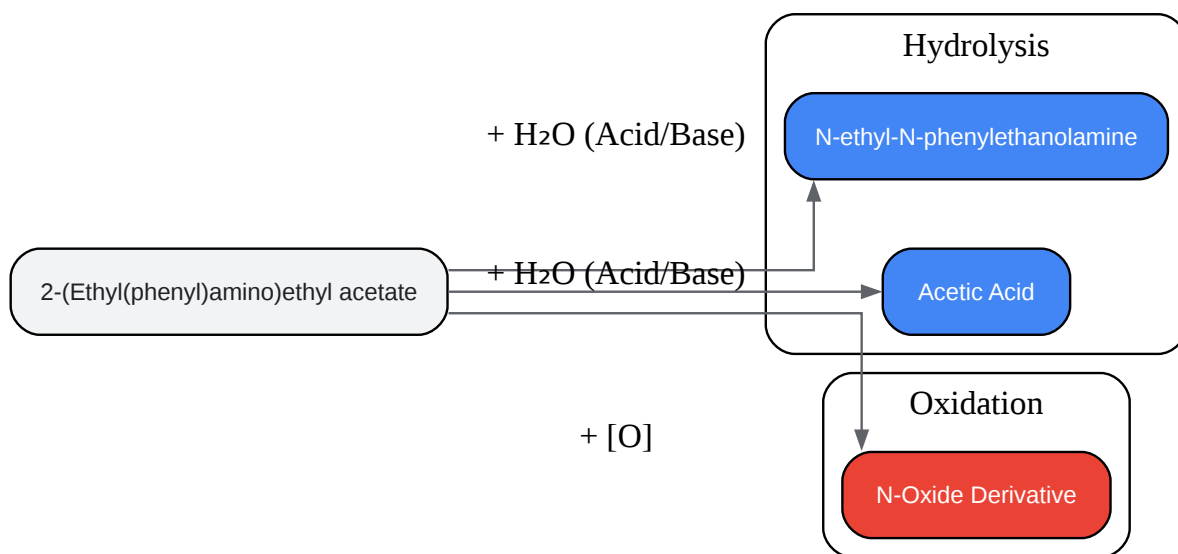 Hydrolysis
+ H₂O (Acid/Base)
N-ethyl-N-phenylethanolamine
2-(Ethyl(phenyl)amino)ethyl acetate
+ H₂O (Acid/Base)
Acetic Acid
Oxidation
+ [O]
N-Oxide Derivative